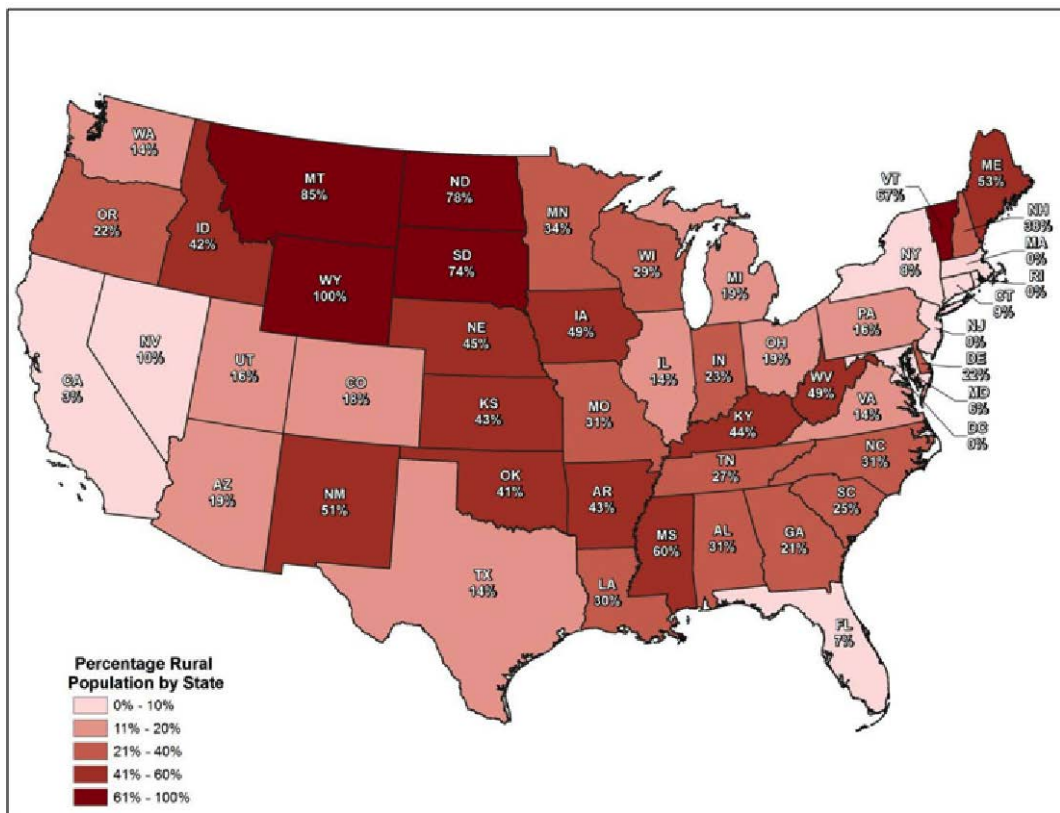 WA
14%
MT
85%
ND
78%
MN
34%
VT
67%
ME
53%
NH
38%
MA
0%
RI
0%
CT
9%
NJ
0%
DE
22%
MD
6%
DC
0%
OR
22%
ID
42%
WY
100%
SD
74%
WI
29%
MI
19%
NY
8%
PA
16%
NV
10%
CA
3%
UT
16%
CO
NE
45%
IA
49%
IL
14%
IN
23%
OH
19%
WV
49%
VA
14%
KS
43%
MO
31%
KY
44%
NC
31%
TN
27%
AZ
19%
NM
51%
OK
41%
AR
43%
SC
25%
MS
60%
AL
31%
GA
21%
TX
14%
LA
30%
FL
7%
Percentage Rural
Population by State
0% - 10%
11% - 20%
21% - 40%
41% - 60%
61% - 100%